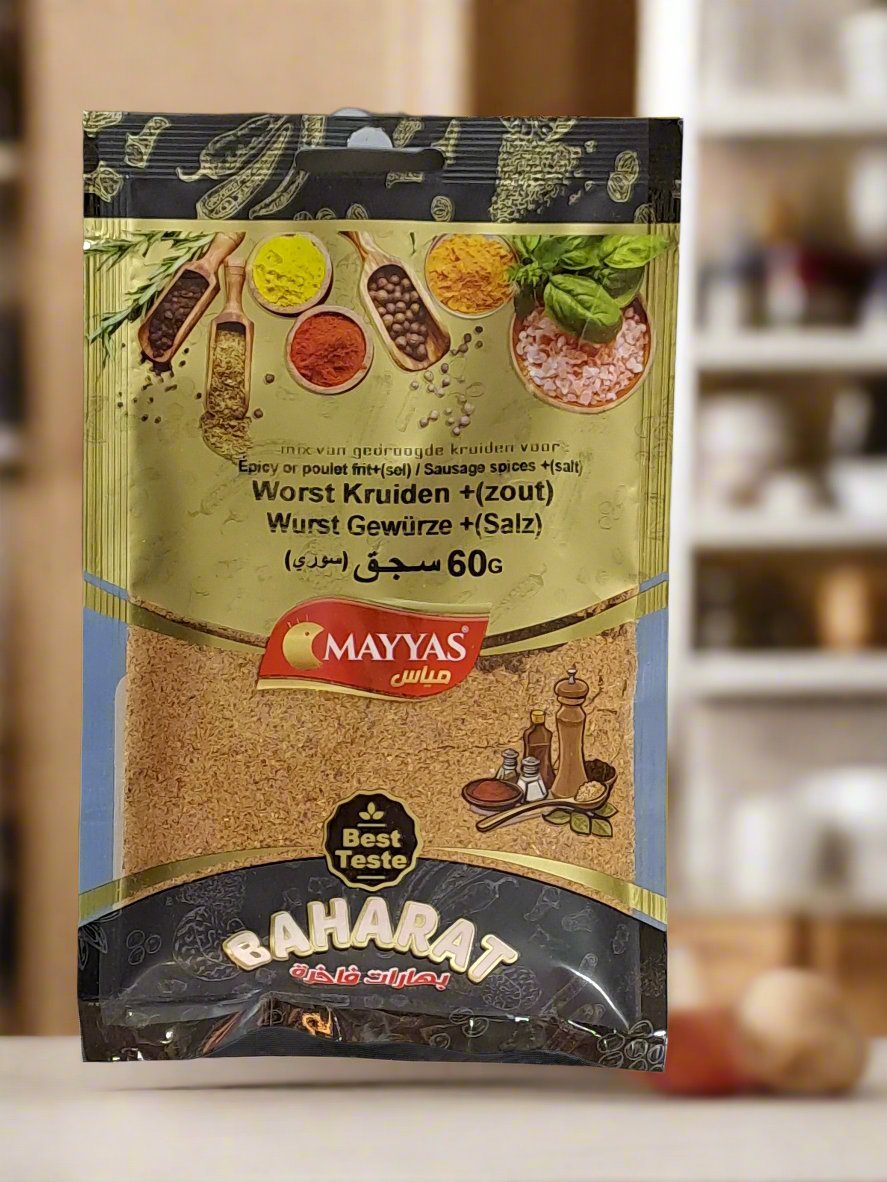 mix van gedroogde kruiden voor
Epicy or poulet frit+(sel) / Sausage spices +(salt)
Worst Kruiden +(zout)
Wurst Gewürze +(Salz)
سجق (سوري) 60G
MAYYAS®
مياس
Best
Teste
BAHARAT
بهارات فاخرة